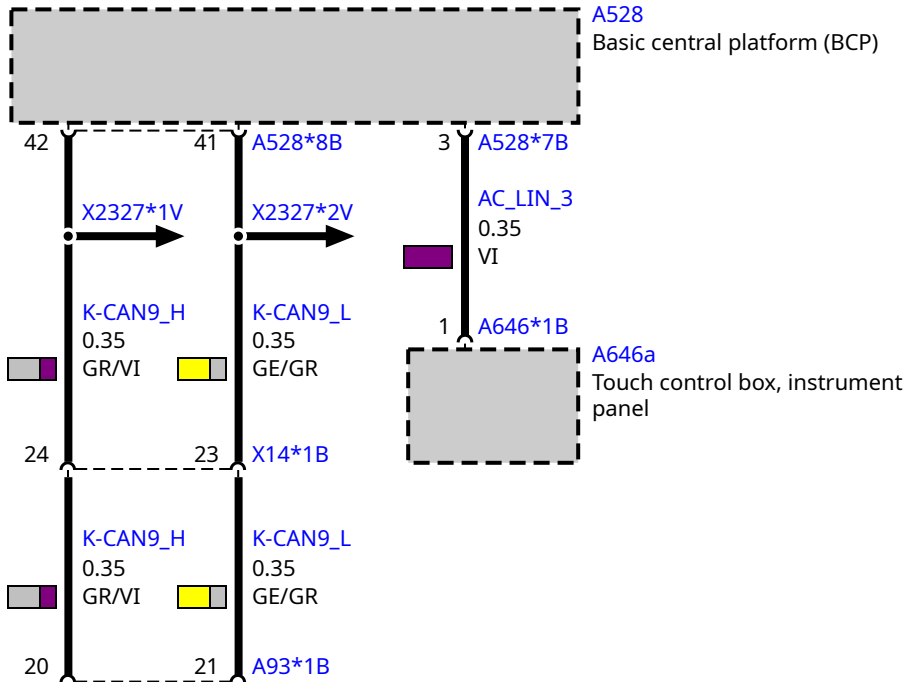 A528
Basic central platform (BCP)
42
41
A528*8B
3
A528*7B
X2327*1V
X2327*2V
AC_LIN_3
0.35
VI
K-CAN9_H
0.35
GR/VI
K-CAN9_L
0.35
GE/GR
1
A646*1B
A646a
Touch control box, instrument
panel
24
23
X14*1B
K-CAN9_H
0.35
GR/VI
K-CAN9_L
0.35
GE/GR
20
21
A93*1B